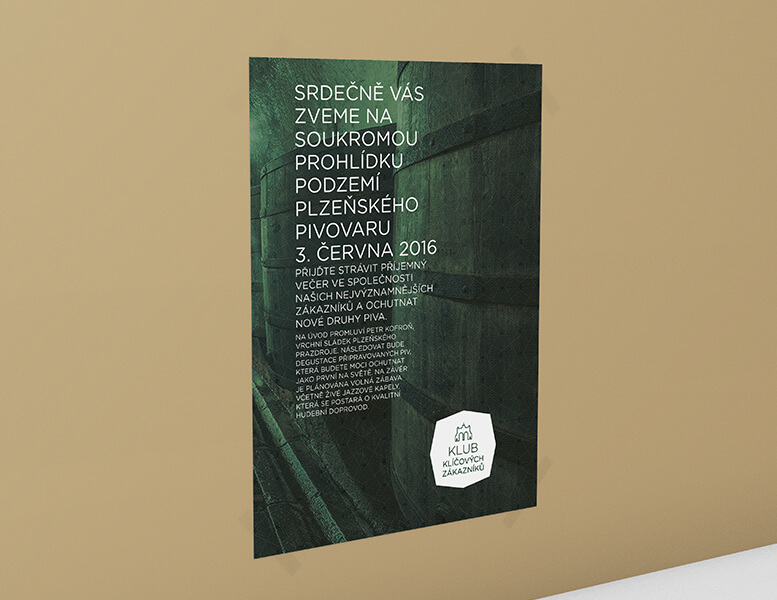 SRDEČNĚ VÁS
ZVEME NA
SOUKROMOU
PROHLÍDKU
PODZEMÍ
PLZEŇSKÉHO
PIVOVARU
3. ČERVNA 2016
PŘIJĎTE STRÁVIT PŘÍJEMNÝ
VEČER VE SPOLEČNOSTI
NAŠICH NEJVÝZNAMNĚJŠÍCH
ZÁKAZNÍKŮ A OCHUTNAT
NOVÉ DRUHY PIVA.
NA ÚVOD PROMLUVÍ PETR KOFROŇ,
VRCHNÍ SLÁDEK PLZEŇSKÉHO
PRAZDROJE. NÁSLEDOVAT BUDE
DEGUSTACE PŘIPRAVOVANÝCH PIV,
KTERÁ BUDETE MOCI OCHUTNAT
JAKO PRVNÍ NA SVĚTĚ. NA ZÁVĚR
JE PLÁNOVÁNA VOLNÁ ZÁBAVA
VČETNĚ ŽIVÉ JAZZOVÉ KAPELY,
KTERÁ SE POSTARÁ O KVALITNÍ
HUDEBNÍ DOPROVOD.
KLUB
KLÍČOVÝCH
ZÁKAZNÍKŮ